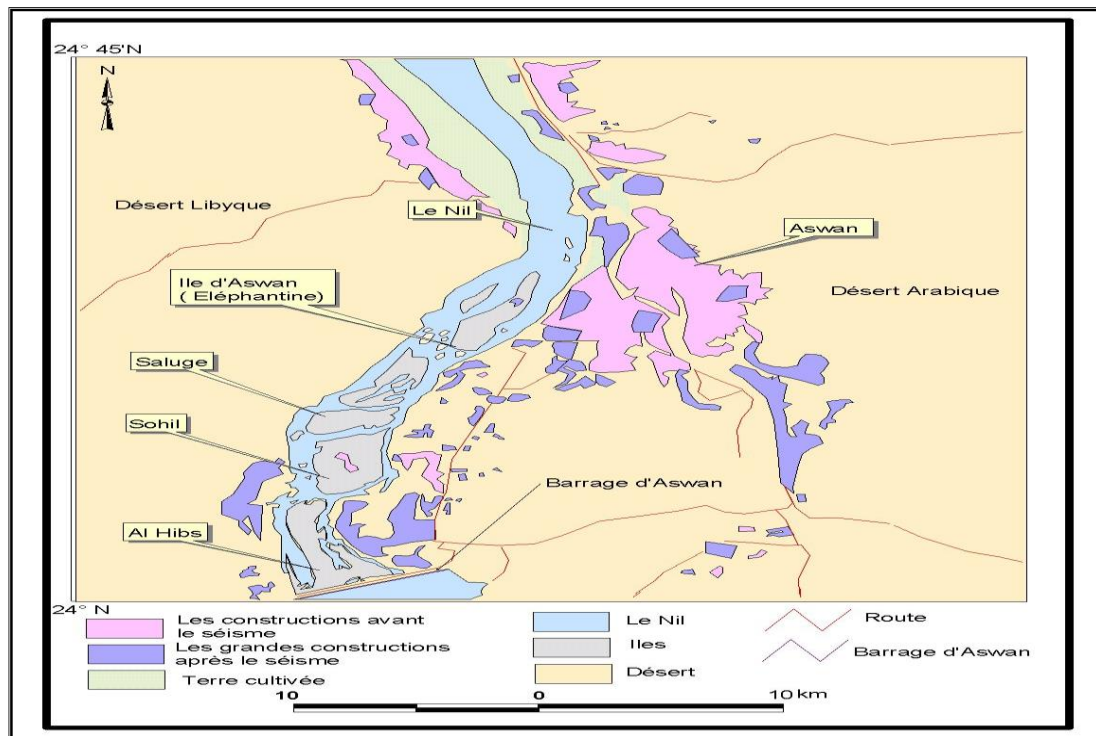 24° 45'N
N
Désert Libyque
Le Nil
Aswan
Ile d'Aswan
( Eléphantine)
Désert Arabique
Saluge
Sohil
Barrage d'Aswan
Al Hibs
24° N
Les constructions avant
le séisme
Les grandes constructions
après le séisme
Terre cultivée
Le Nil
Iles
Désert
Route
Barrage d'Aswan
10 0 10 km